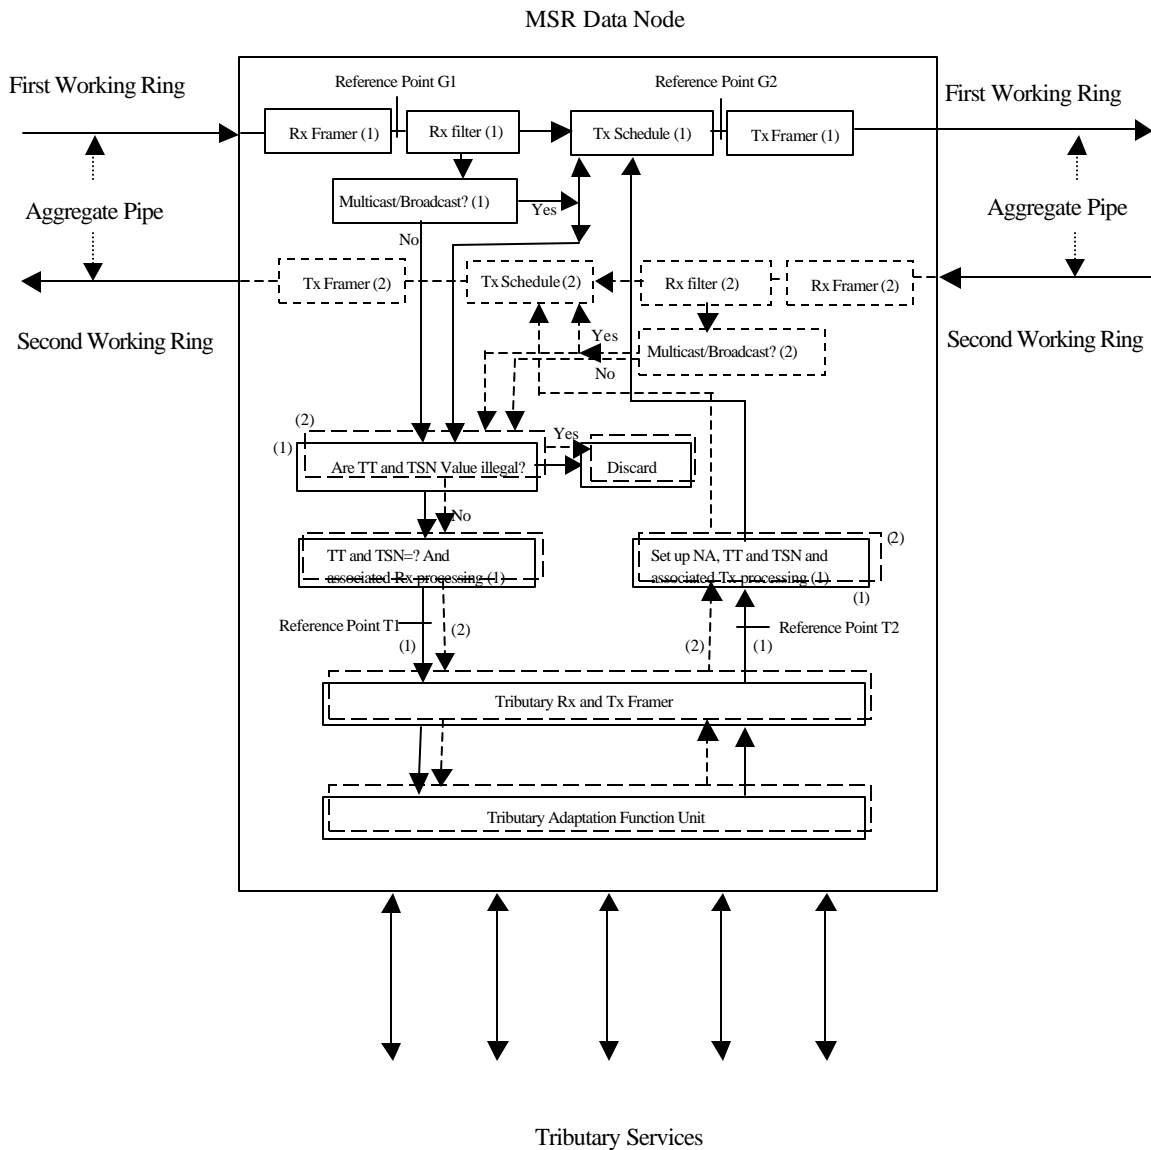 MSR Data Node
First Working Ring
Reference Point G1
Reference Point G2
First Working Ring
Rx Framer (1)
Rx filter (1)
Tx Schedule (1)
Tx Framer (1)
Multicast/Broadcast? (1)
Yes
Aggregate Pipe
Aggregate Pipe
No
Tx Framer (2)
Tx Schedule (2)
Rx filter (2)
Rx Framer (2)
Second Working Ring
Second Working Ring
Yes
Multicast/Broadcast? (2)
No
(2)
(1)
Yes
Are TT and TSN Value illegal?
Discard
No
TT and TSN=? And
associated Rx processing (1)
Set up NA, TT and TSN and
associated Tx processing (1)
(2)
(1)
Reference Point T1
(1)
(2)
(2)
(1)
Reference Point T2
Tributary Rx and Tx Framer
Tributary Adaptation Function Unit
Tributary Services